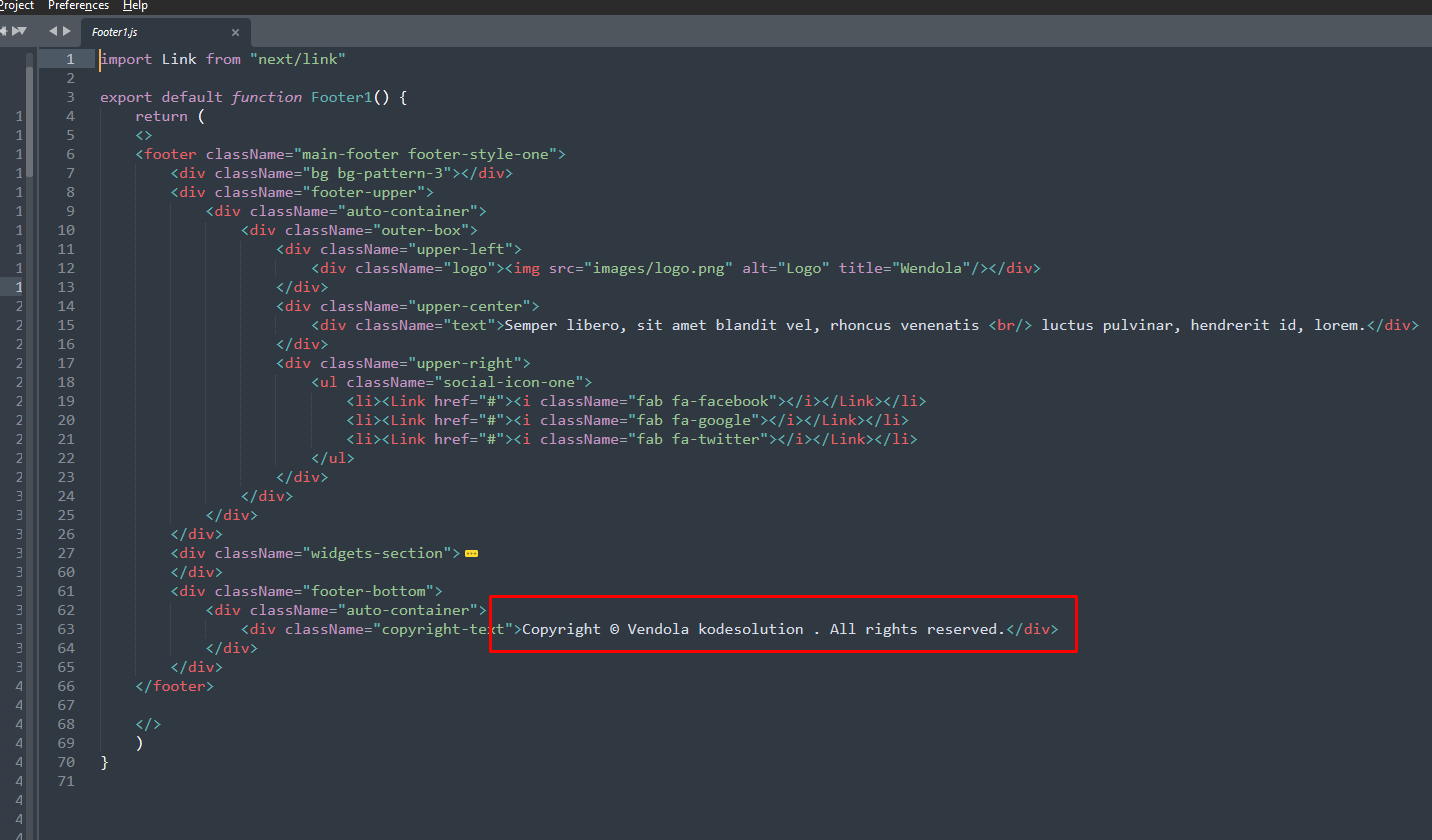 Project Preferences Help
Footer1.js ×
1 import Link from "next/link"
2
3 export default function Footer1() {
4 return (
5 <>
6 <footer className="main-footer footer-style-one">
7 <div className="bg bg-pattern-3"></div>
8 <div className="footer-upper">
9 <div className="auto-container">
10 <div className="outer-box">
11 <div className="upper-left">
12 <div className="logo"><img src="images/logo.png" alt="Logo" title="Wendola"/></div>
13 </div>
14 <div className="upper-center">
15 <div className="text">Semper libero, sit amet blandit vel, rhoncus venenatis <br/> luctus pulvinar, hendrerit id, lorem.</div>
16 </div>
17 <div className="upper-right">
18 <ul className="social-icon-one">
19 <li><Link href="#"><i className="fab fa-facebook"></i></Link></li>
20 <li><Link href="#"><i className="fab fa-google"></i></Link></li>
21 <li><Link href="#"><i className="fab fa-twitter"></i></Link></li>
22 </ul>
23 </div>
24 </div>
25 </div>
26 </div>
27 <div className="widgets-section">
60 </div>
61 <div className="footer-bottom">
62 <div className="auto-container">
63 <div className="copyright-text">Copyright © Vendola kodesolution . All rights reserved.</div>
64 </div>
65 </div>
66 </footer>
67
68 </>
69 )
70 }
71